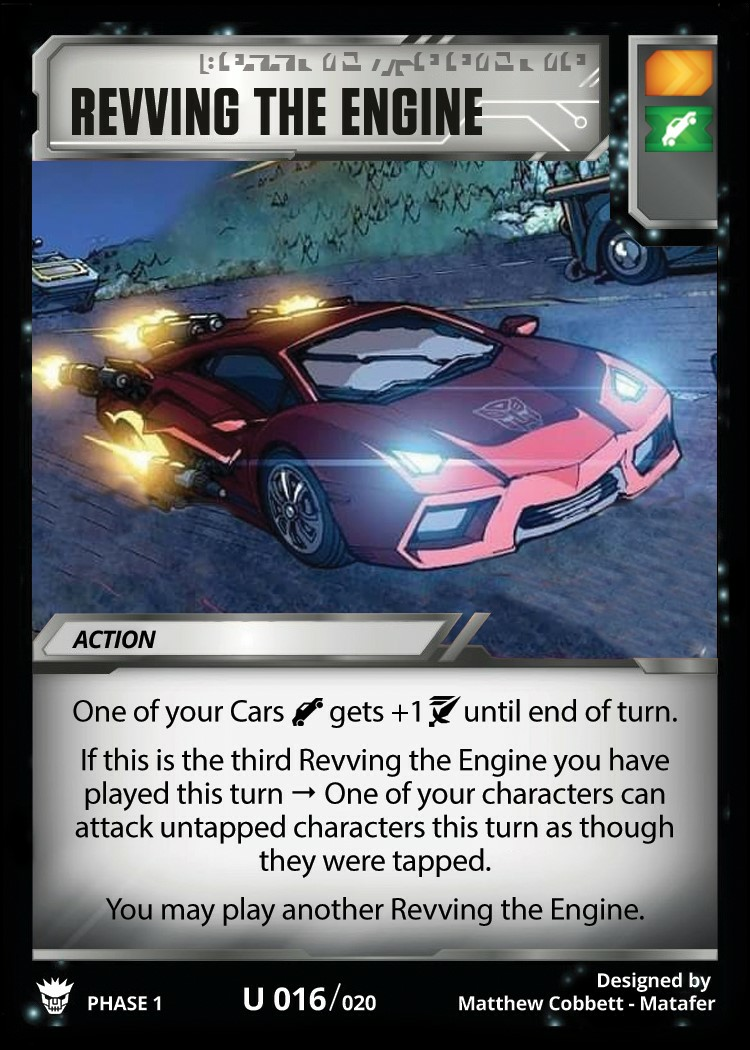 REVVING THE ENGINE
ACTION
One of your Cars gets +1 until end of turn.
If this is the third Revving the Engine you have
played this turn → One of your characters can
attack untapped characters this turn as though
they were tapped.
You may play another Revving the Engine.
PHASE 1
U 016/020
Designed by
Matthew Cobbett - Matafer